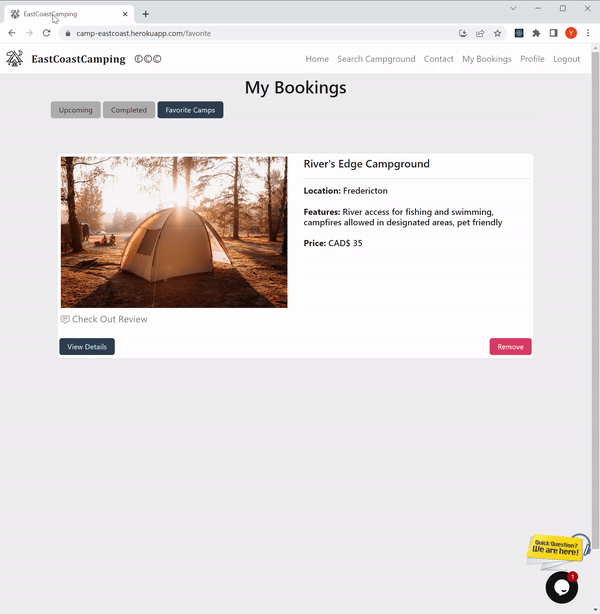 EastCoastCamping
camp-eastcoast.herokuapp.com/favorite
Y
EastCoastCamping
Home Search Campground Contact My Bookings Profile Logout
My Bookings
Upcoming Completed Favorite Camps
River's Edge Campground
Location: Fredericton
Features: River access for fishing and swimming,
campfires allowed in designated areas, pet friendly
Price: CAD$ 35
Check Out Review
View Details
Remove
Quick Question?
We are here!
1